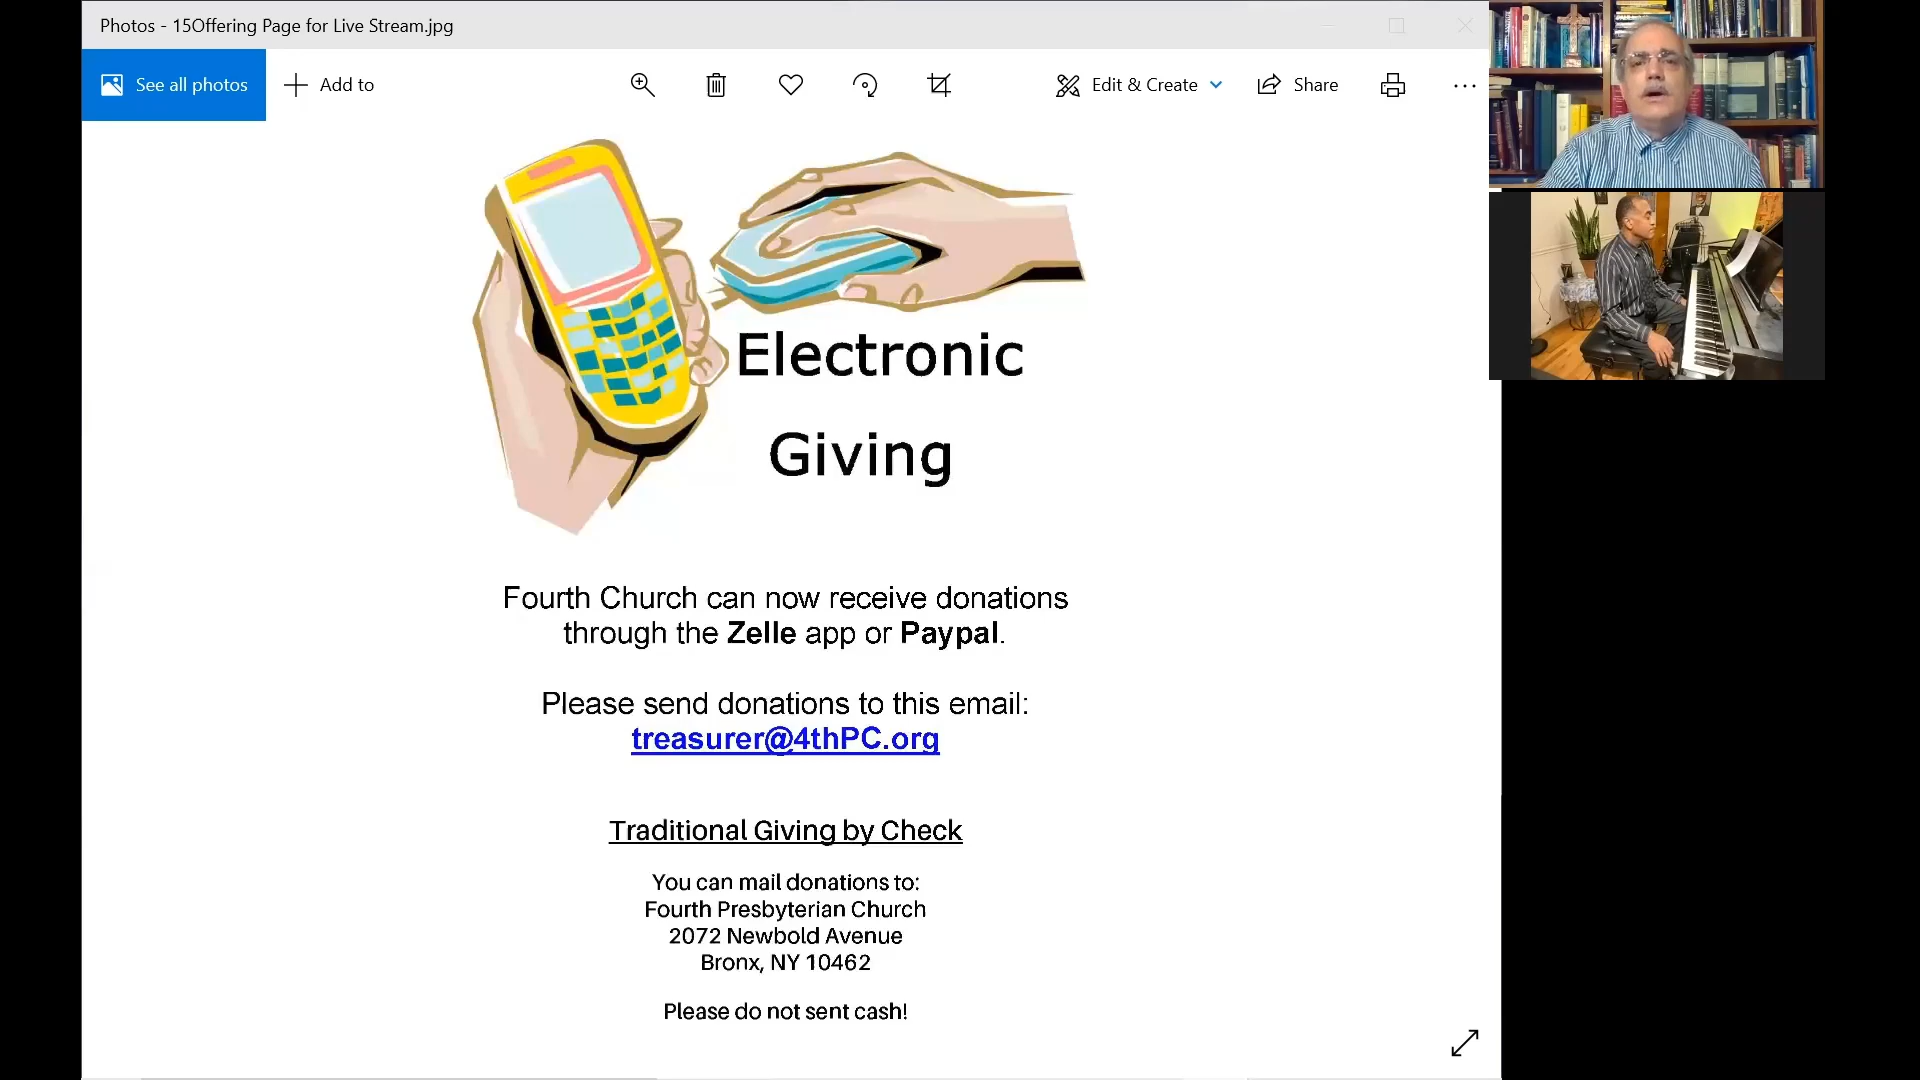 Photos - 15Offering Page for Live Stream.jpg
See all photos
Add to
Edit & Create
Share
Electronic
Giving
Fourth Church can now receive donations
through the Zelle app or Paypal.
Please send donations to this email:
treasurer@4thPC.org
Traditional Giving by Check
You can mail donations to:
Fourth Presbyterian Church
2072 Newbold Avenue
Bronx, NY 10462
Please do not sent cash!